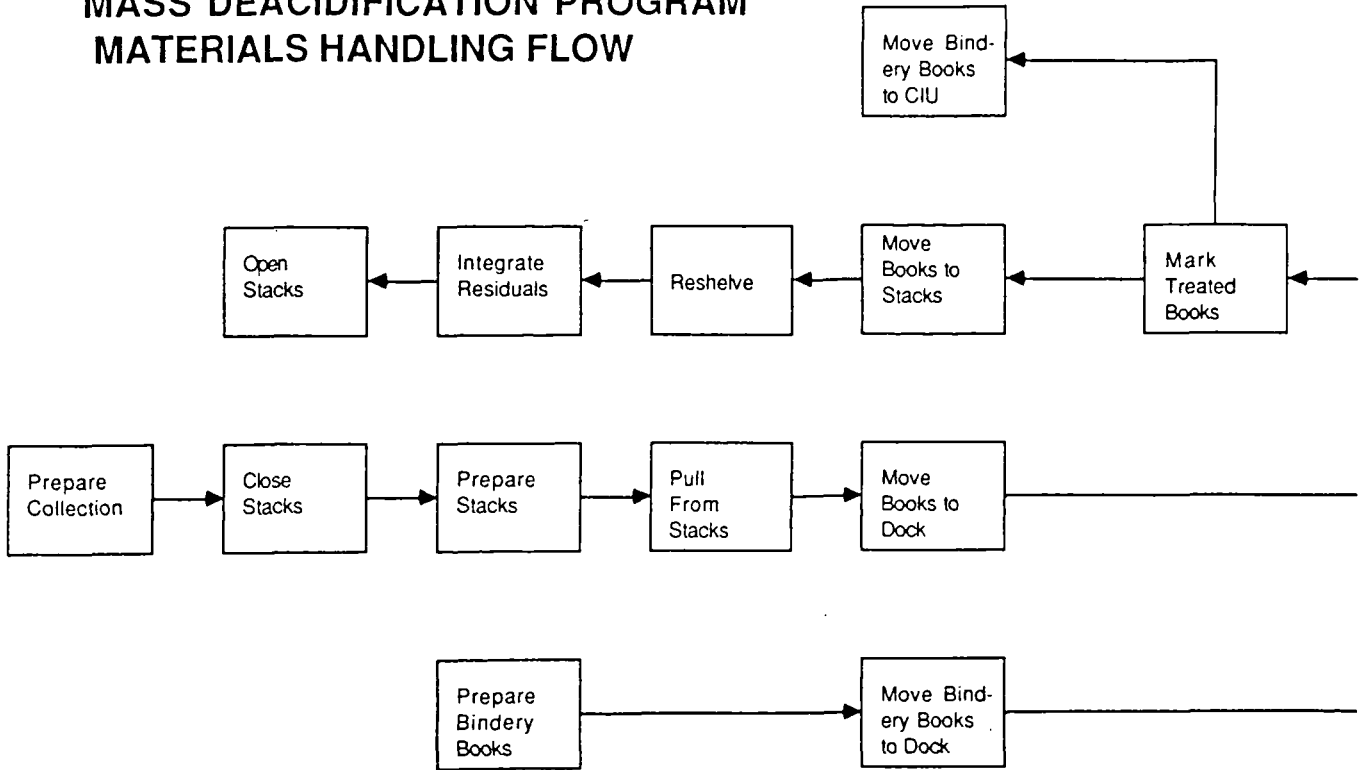 MASS DEACIDIFICATION PROGRAM
MATERIALS HANDLING FLOW
Move Bind-
ery Books
to CIU
Open
Stacks
Integrate
Residuals
Reshelve
Move
Books to
Stacks
Mark
Treated
Books
Prepare
Collection
Close
Stacks
Prepare
Stacks
Pull
From
Stacks
Move
Books to
Dock
Prepare
Bindery
Books
Move Bind-
ery Books
to Dock